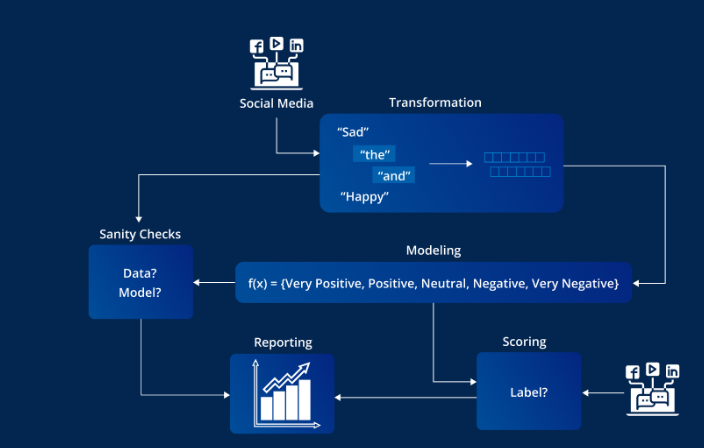 Social Media
Transformation
“Sad”
“the”
“and”
“Happy”
Sanity Checks
Data?
Model?
Modeling
f(x) = {Very Positive, Positive, Neutral, Negative, Very Negative}
Reporting
Scoring
Label?